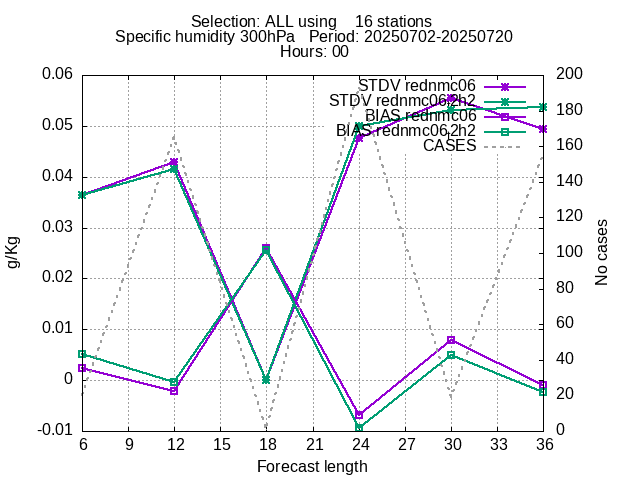 Selection: ALL using    16 stations
Specific humidity 300hPa   Period: 20250702-20250720
Hours: 00
0.06
0.05
0.04
0.03
0.02
0.01
0
-0.01
g/Kg
STDV rednmc06
STDV rednmc06i2h2
BIAS rednmc06
BIAS rednmc06i2h2
CASES
200
180
160
140
120
100
80
60
40
20
0
No cases
6 9 12 15 18 21 24 27 30 33 36
Forecast length